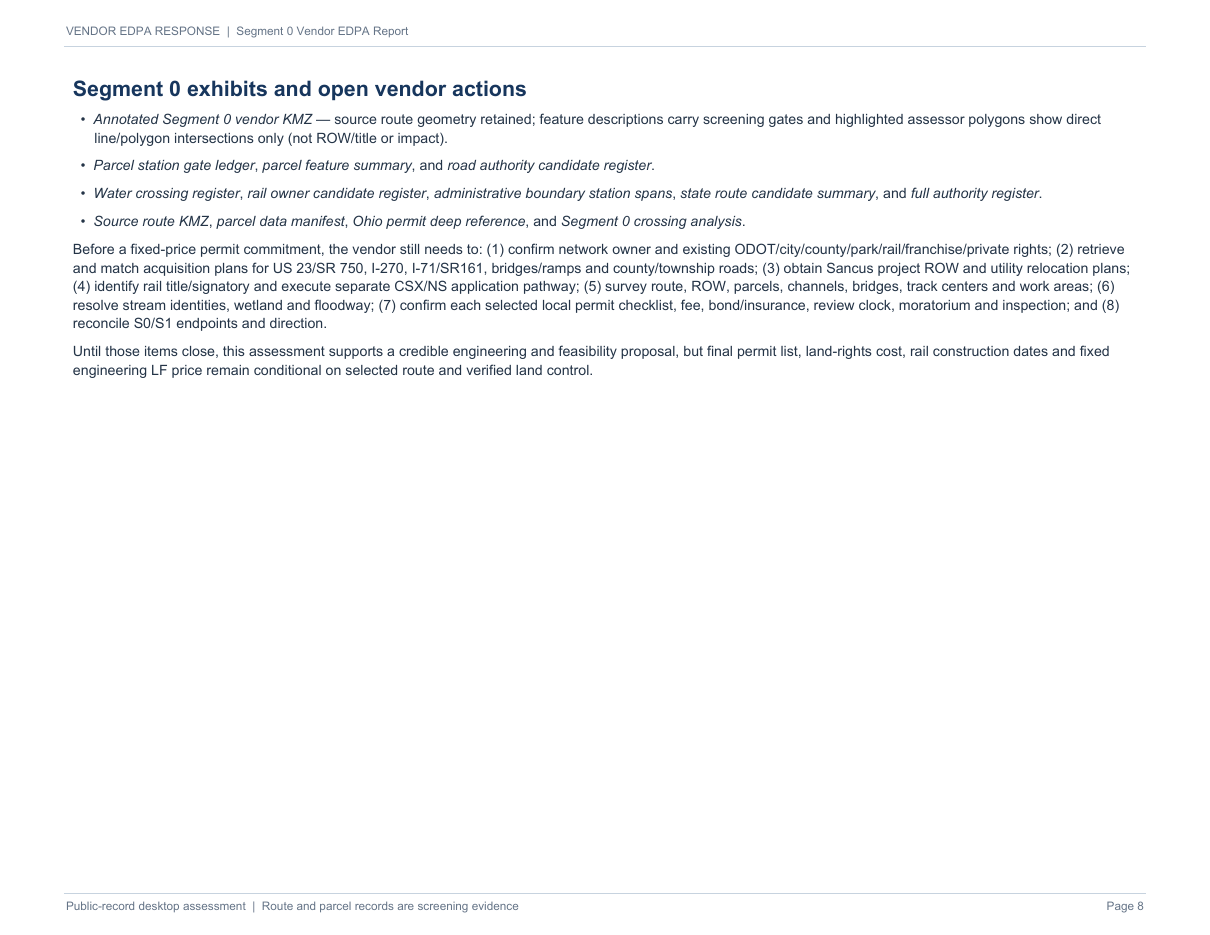 VENDOR EDPA RESPONSE | Segment 0 Vendor EDPA Report
Segment 0 exhibits and open vendor actions
• Annotated Segment 0 vendor KMZ — source route geometry retained; feature descriptions carry screening gates and highlighted assessor polygons show direct
line/polygon intersections only (not ROW/title or impact).
• Parcel station gate ledger, parcel feature summary, and road authority candidate register.
• Water crossing register, rail owner candidate register, administrative boundary station spans, state route candidate summary, and full authority register.
• Source route KMZ, parcel data manifest, Ohio permit deep reference, and Segment 0 crossing analysis.
Before a fixed-price permit commitment, the vendor still needs to: (1) confirm network owner and existing ODOT/city/county/park/rail/franchise/private rights; (2) retrieve
and match acquisition plans for US 23/SR 750, I-270, I-71/SR161, bridges/ramps and county/township roads; (3) obtain Sancus project ROW and utility relocation plans;
(4) identify rail title/signatory and execute separate CSX/NS application pathway; (5) survey route, ROW, parcels, channels, bridges, track centers and work areas; (6)
resolve stream identities, wetland and floodway; (7) confirm each selected local permit checklist, fee, bond/insurance, review clock, moratorium and inspection; and (8)
reconcile S0/S1 endpoints and direction.
Until those items close, this assessment supports a credible engineering and feasibility proposal, but final permit list, land-rights cost, rail construction dates and fixed
engineering LF price remain conditional on selected route and verified land control.
Public-record desktop assessment | Route and parcel records are screening evidence
Page 8